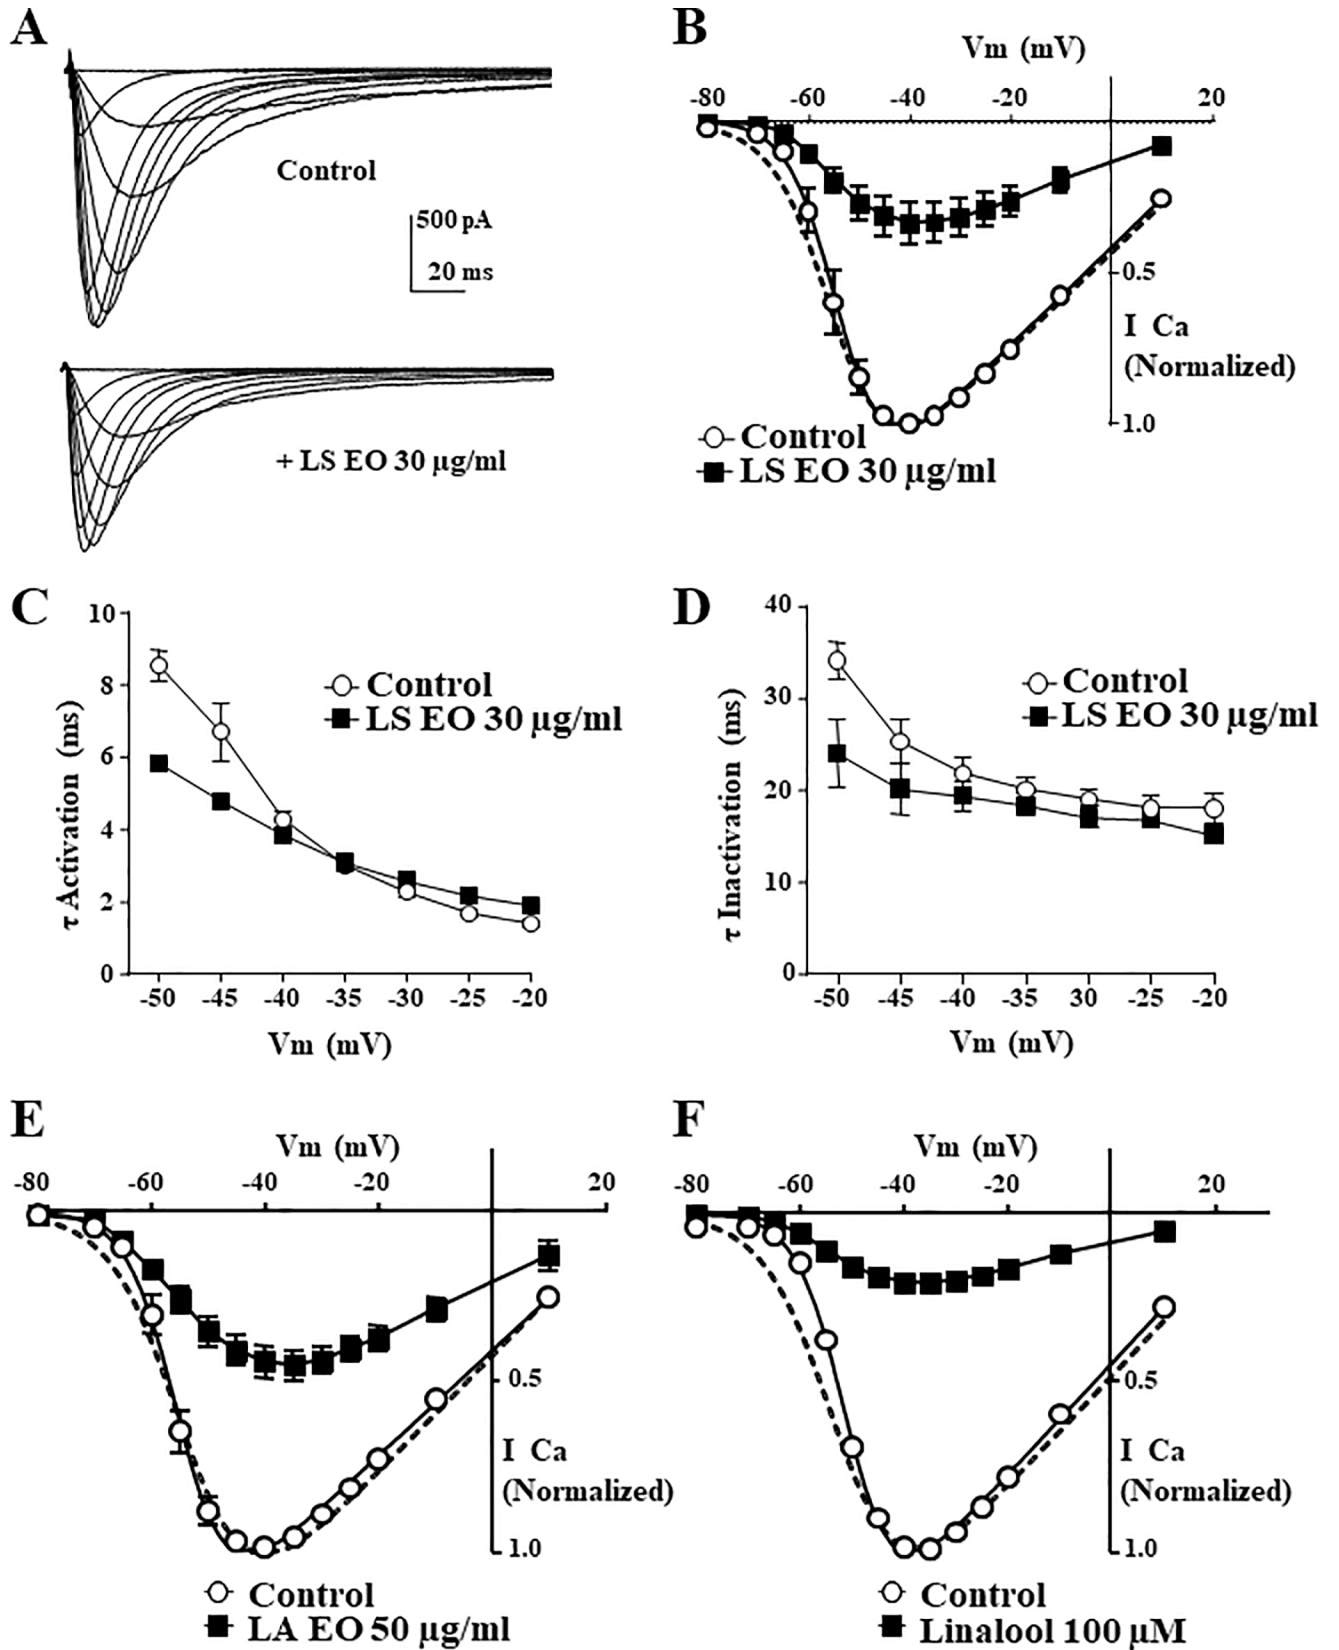 A
Control
500 pA
20 ms
+ LS EO 30 µg/ml
B
Vm (mV)
-80 -60 -40 -20 20
0.5
I Ca
(Normalized)
1.0
Control
LS EO 30 µg/ml
C
10
8
6
4
2
0
τ Activation (ms)
Control
LS EO 30 µg/ml
-50 -45 -40 -35 -30 -25 -20
Vm (mV)
D
40
30
20
10
0
τ Inactivation (ms)
Control
LS EO 30 µg/ml
-50 -45 -40 -35 30 -25 -20
Vm (mV)
E
Vm (mV)
-80 -60 -40 -20 20
0.5
I Ca
(Normalized)
1.0
Control
LA EO 50 µg/ml
F
Vm (mV)
-80 -60 -40 -20 20
0.5
I Ca
(Normalized)
1.0
Control
Linalool 100 µM